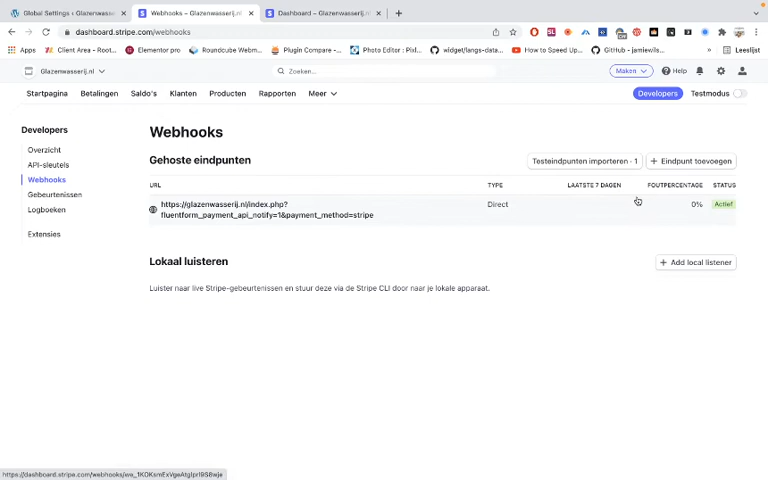 Global Settings ‹ Glazenwasse
Webhooks – Glazenwasserij.nl
Dashboard – Glazenwasserij.nl
dashboard.stripe.com/webhooks
Apps
Client Area - Root...
Elementor pro
Roundcube Webm...
Plugin Compare -...
Photo Editor : Pixl...
widget/langs-data...
How to Speed Up...
GitHub - jamiewils...
»
Leeslijst
Glazenwasserij.nl
Zoeken...
Maken
Help
Startpagina Betalingen Saldo's Klanten Producten Rapporten Meer
Developers
Testmodus
Developers
Overzicht
API-sleutels
Webhooks
Gebeurtenissen
Logboeken
Extensies
Webhooks
Gehoste eindpunten
Testeindpunten importeren · 1
+ Eindpunt toevoegen
URL TYPE LAATSTE 7 DAGEN FOUTPERCENTAGE STATUS
https://glazenwasserij.nl/index.php?
fluentform_payment_api_notify=1&payment_method=stripe
Direct
0%
Actief
Lokaal luisteren
+ Add local listener
Luister naar live Stripe-gebeurtenissen en stuur deze via de Stripe CLI door naar je lokale apparaat.